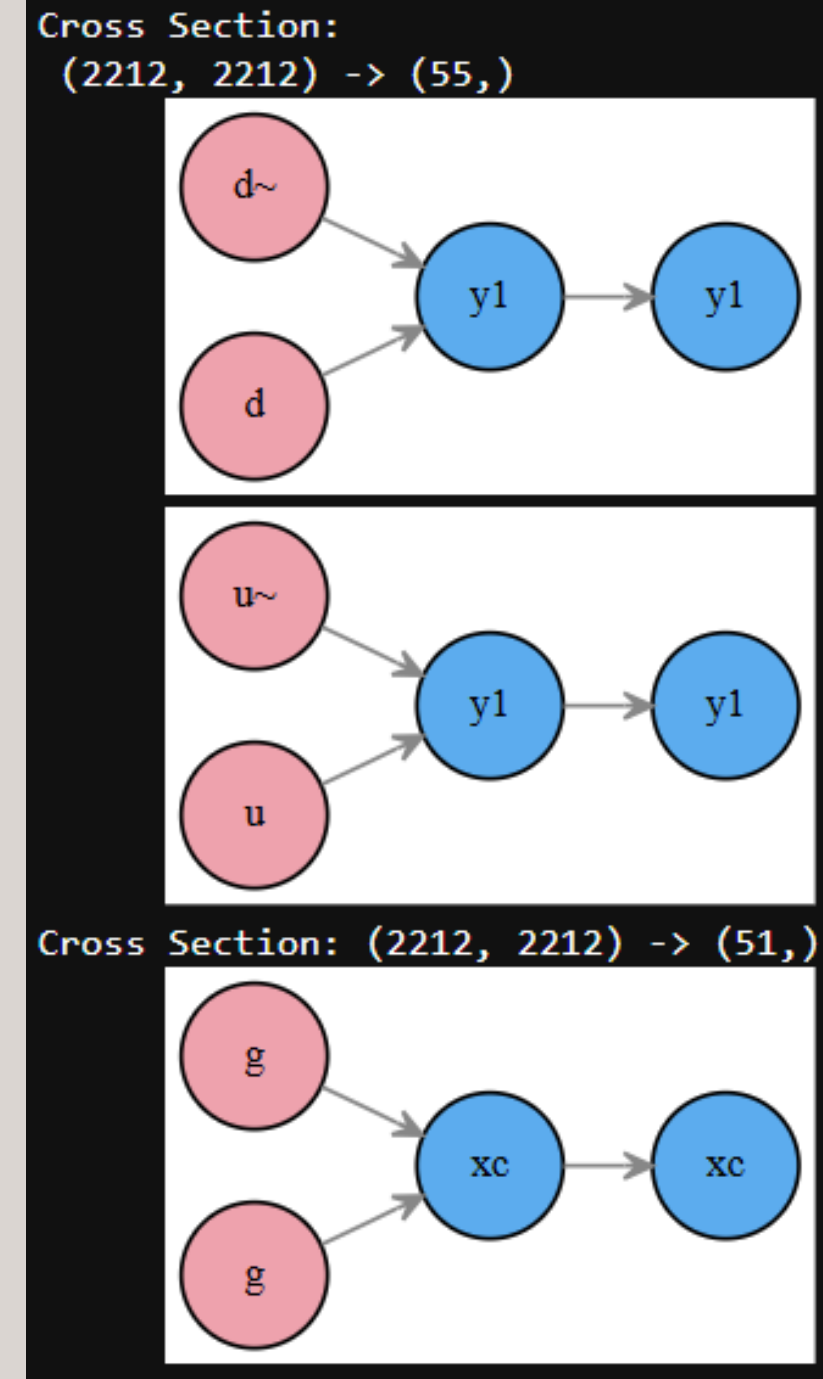 Cross Section:
(2212, 2212) -> (55,)
d~
y1 y1
d
u~
y1 y1
u
Cross Section: (2212, 2212) -> (51,)
g
xc xc
g